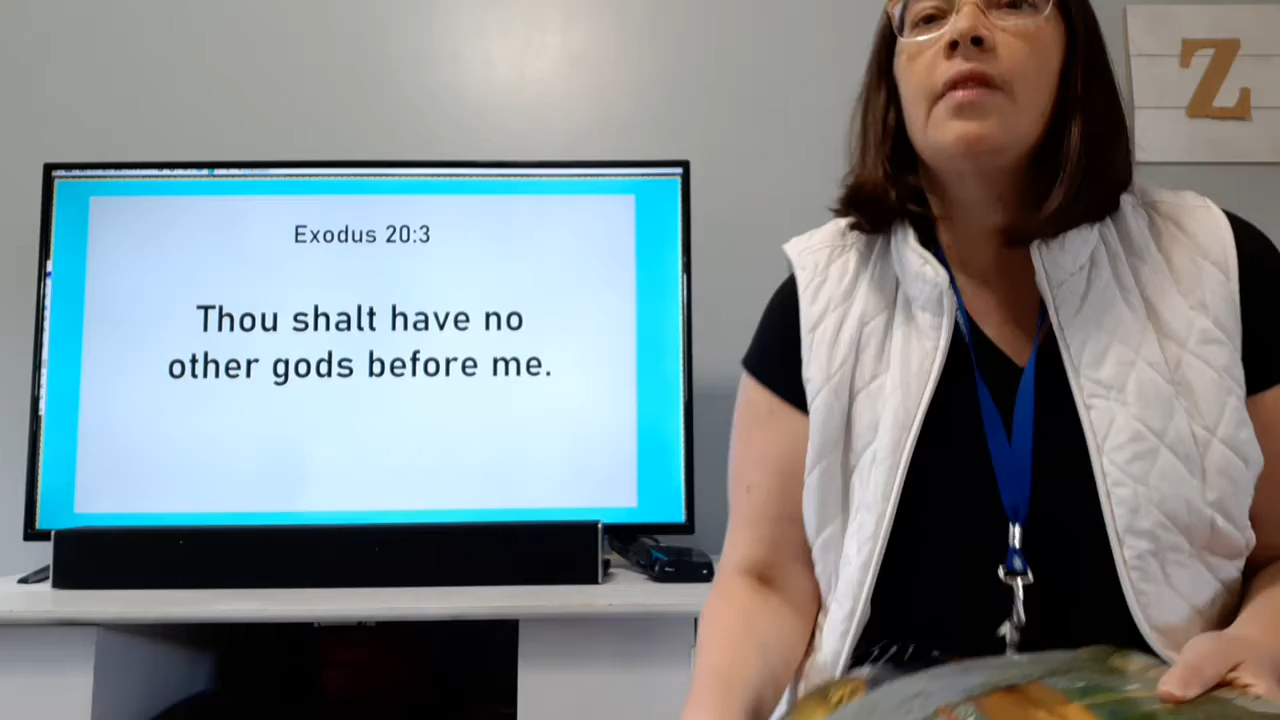 Exodus 20:3
Thou shalt have no
other gods before me.
Z